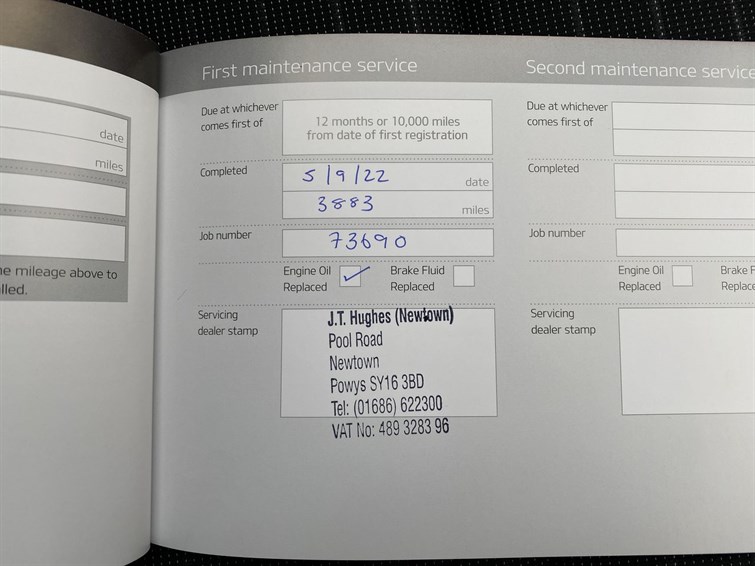 date
miles
he mileage above to
lled.
First maintenance service
Due at whichever
comes first of
12 months or 10,000 miles
from date of first registration
Completed
5/9/22
date
3883
miles
Job number
73690
Engine Oil
Replaced
Brake Fluid
Replaced
Servicing
dealer stamp
J.T. Hughes (Newtown)
Pool Road
Newtown
Powys SY16 3BD
Tel: (01686) 622300
VAT No: 489 3283 96
Second maintenance service
Due at whichever
comes first of
Completed
Job number
Engine Oil
Replaced
Brake F
Replace
Servicing
dealer stamp